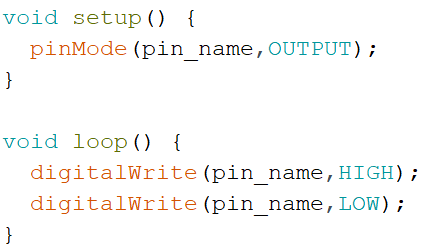 void setup() {
  pinMode(pin_name,OUTPUT);
}

void loop() {
  digitalWrite(pin_name,HIGH);
  digitalWrite(pin_name,LOW);
}